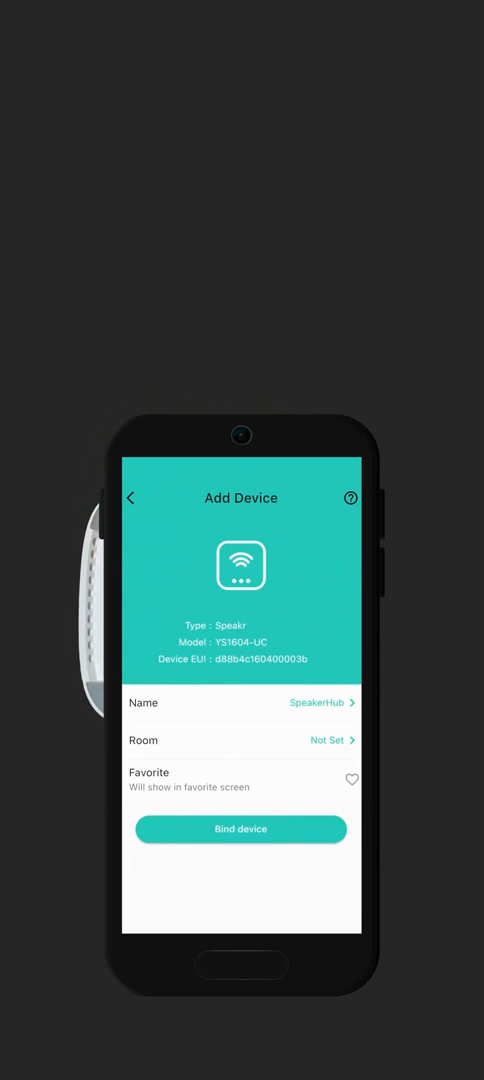 Add Device
Type : Speakr
Model : YS1604-UC
Device EUI : d88b4c160400003b
Name SpeakerHub
Room Not Set
Favorite
Will show in favorite screen
Bind device